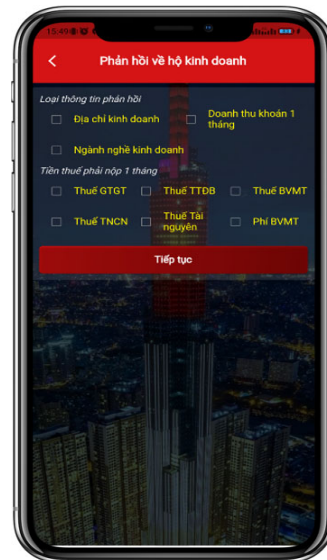 15:49
Phản hồi về hộ kinh doanh
Loại thông tin phản hồi
Địa chỉ kinh doanh
Doanh thu khoán 1
tháng
Ngành nghề kinh doanh
Tiền thuế phải nộp 1 tháng
Thuế GTGT
Thuế TTĐB
Thuế BVMT
Thuế TNCN
Thuế Tài
nguyên
Phí BVMT
Tiếp tục